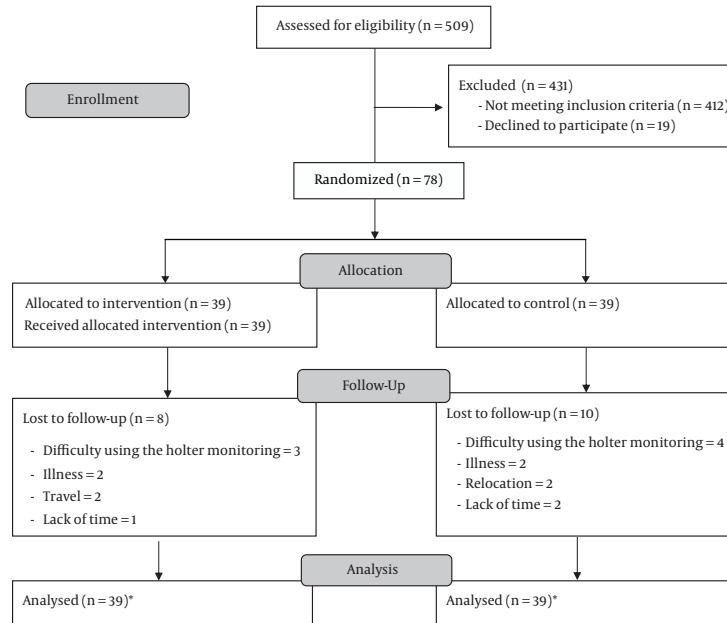 Assessed for eligibility (n = 509)
Enrollment
Excluded (n = 431)
- Not meeting inclusion criteria (n = 412)
- Declined to participate (n = 19)
Randomized (n = 78)
Allocation
Allocated to intervention (n = 39)
Received allocated intervention (n = 39)
Allocated to control (n = 39)
Follow-Up
Lost to follow-up (n = 8)
- Difficulty using the holter monitoring = 3
- Illness = 2
- Travel = 2
- Lack of time = 1
Lost to follow-up (n = 10)
- Difficulty using the holter monitoring = 4
- Illness = 2
- Relocation = 2
- Lack of time = 2
Analysis
Analysed (n = 39)*
Analysed (n = 39)*